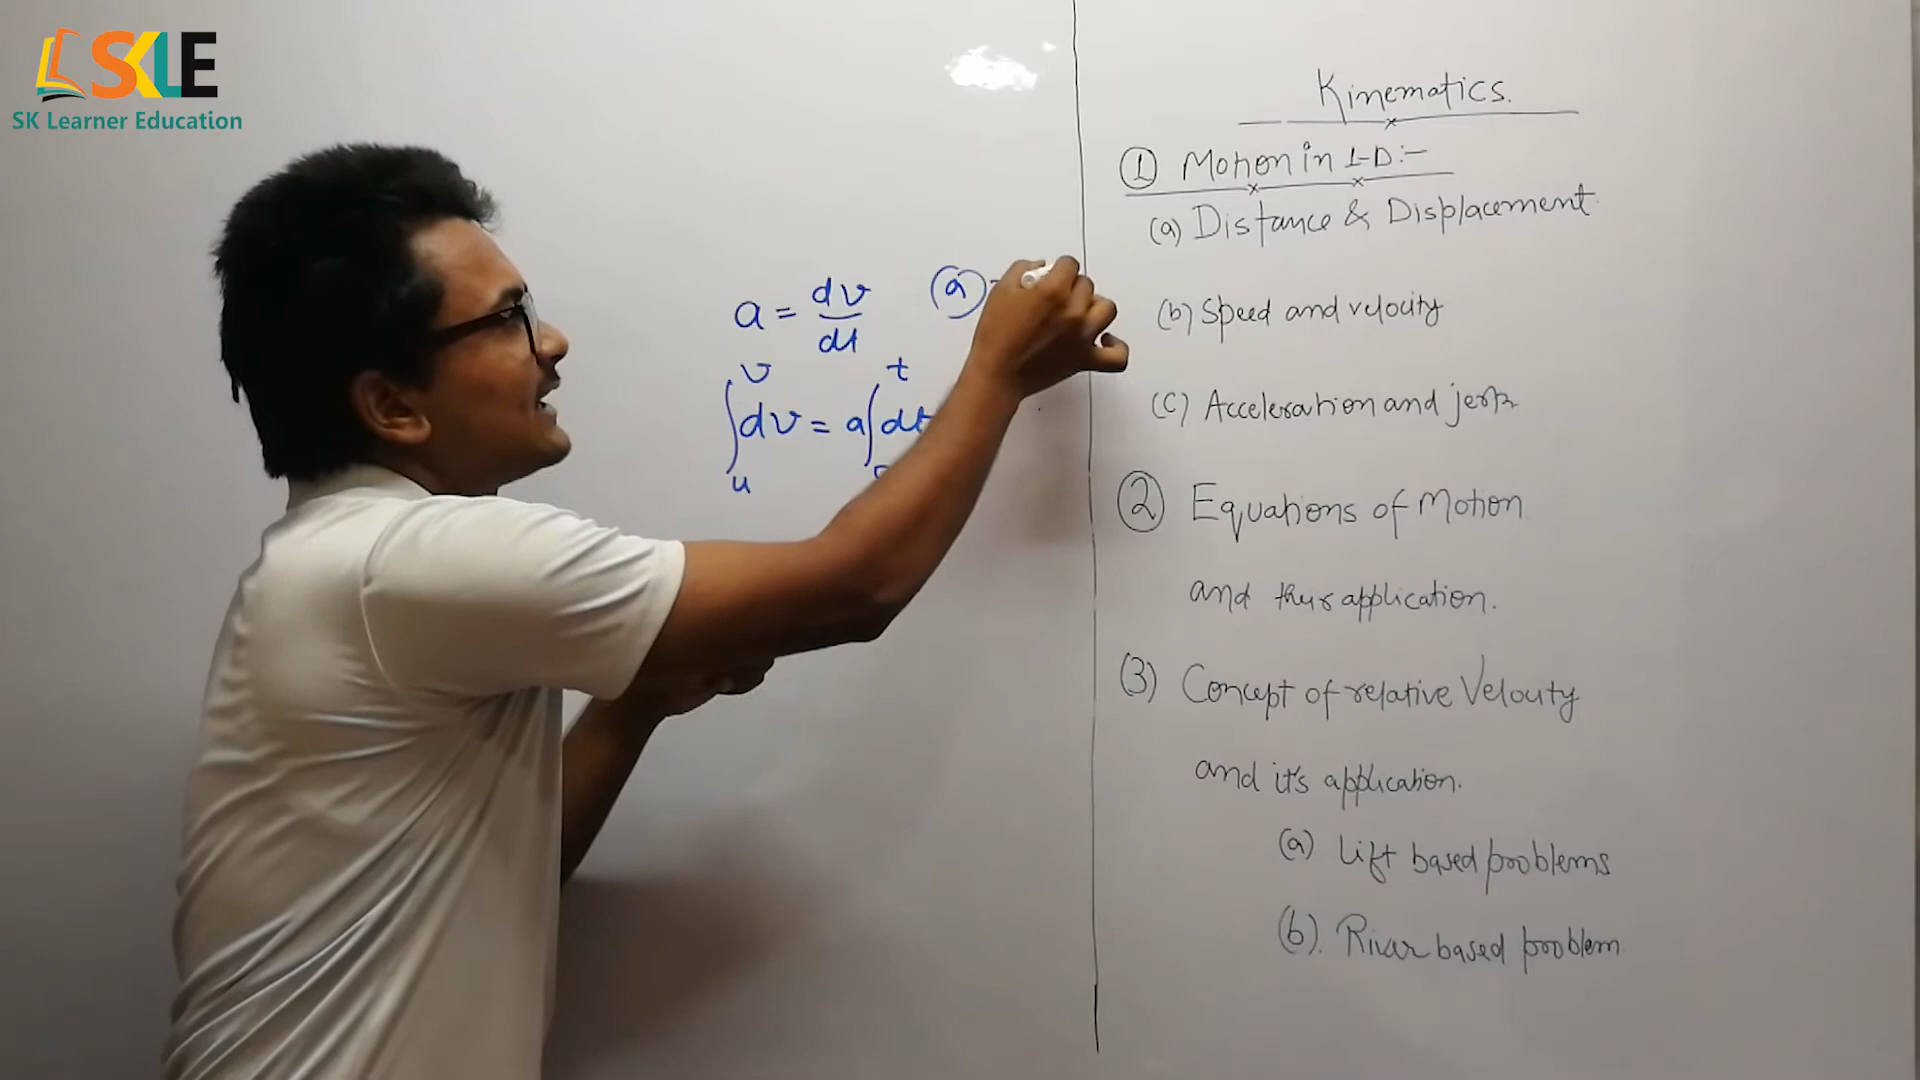 SKLE
SK Learner Education
a = dv/dt
(a)
∫ dv = a ∫ dt
v
t
u
Kinematics.
① Motion in 1-D:-
(a) Distance & Displacement
(b) Speed and velocity
(c) Acceleration and jerk
② Equations of Motion
and their application.
(3) Concept of relative Velocity
and it's application.
(a) Lift based problems
(b). River based problem